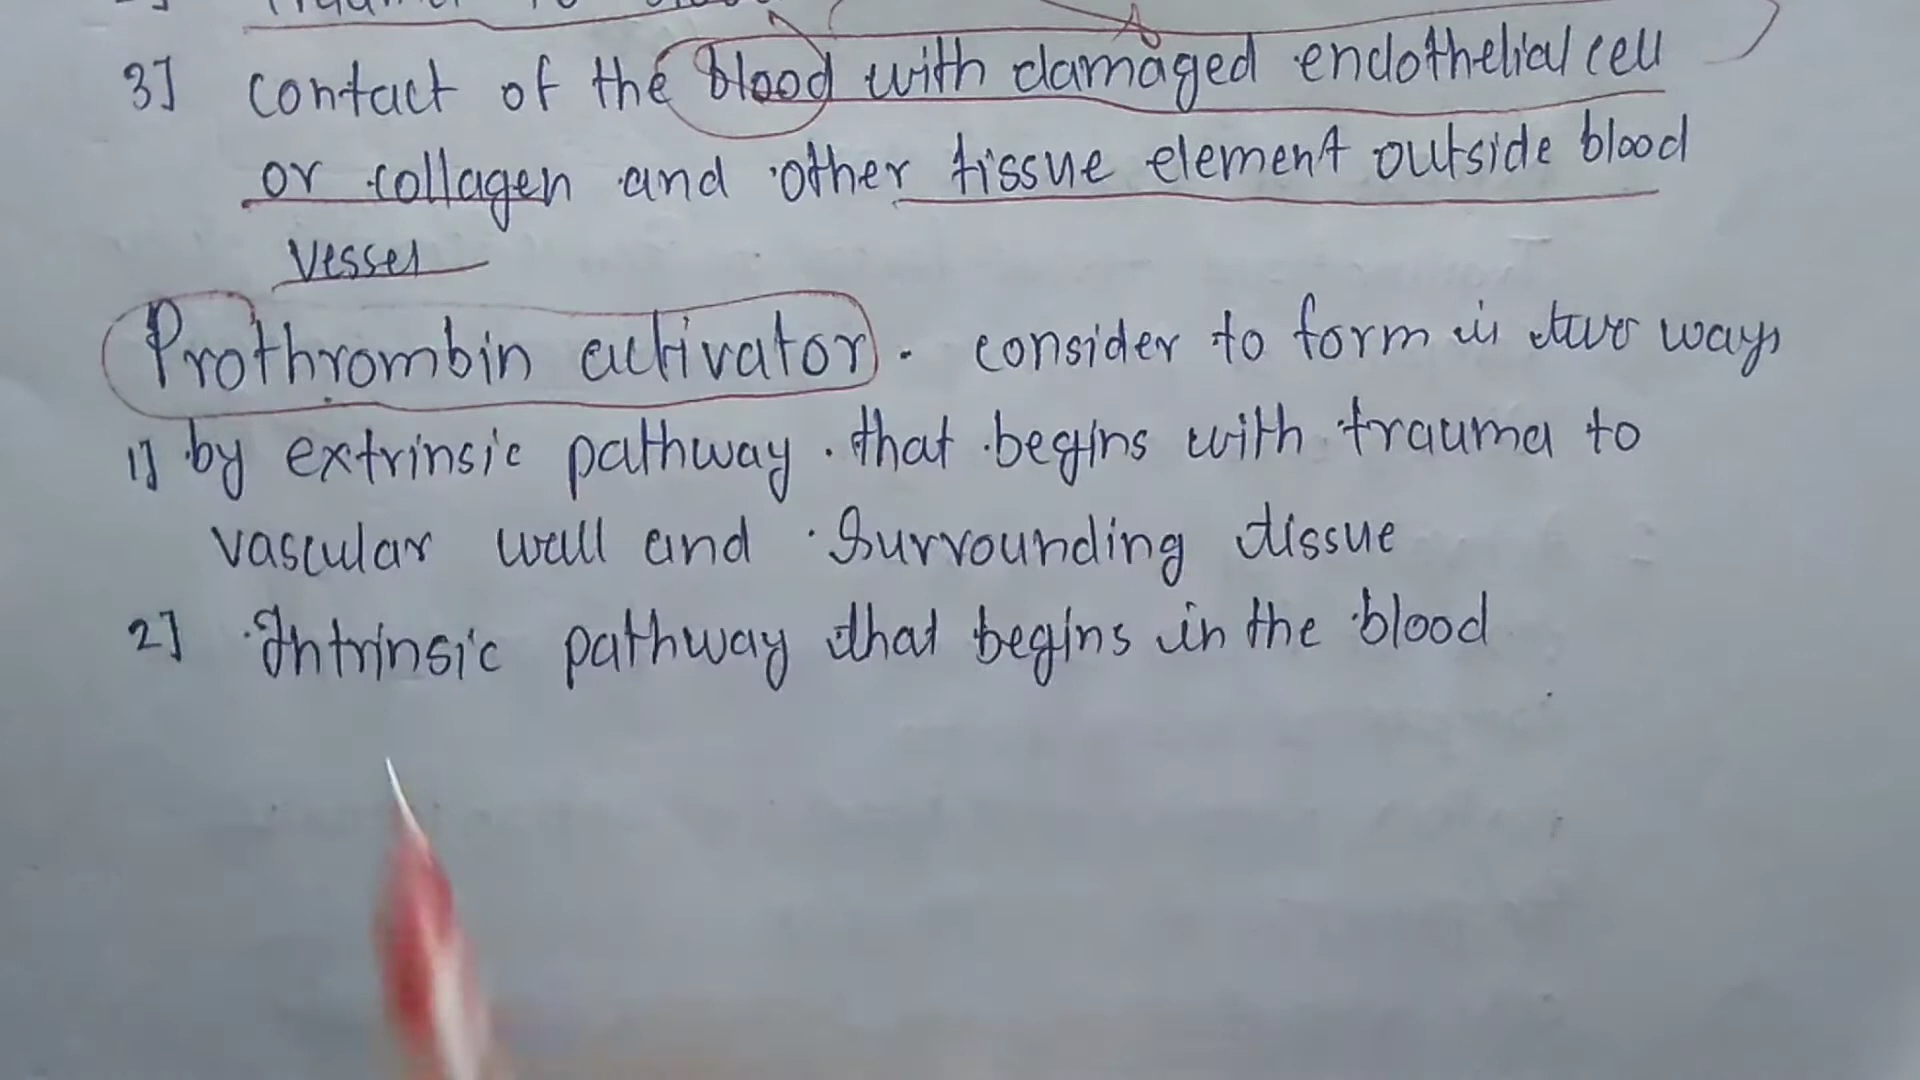 Trauma to
3] contact of the blood with damaged endothelial cell
or collagen and other tissue element outside blood
vessel
Prothrombin activator. consider to form in two ways
1] by extrinsic pathway. that begins with trauma to
vascular wall and surrounding tissue
2] Intrinsic pathway that begins in the blood